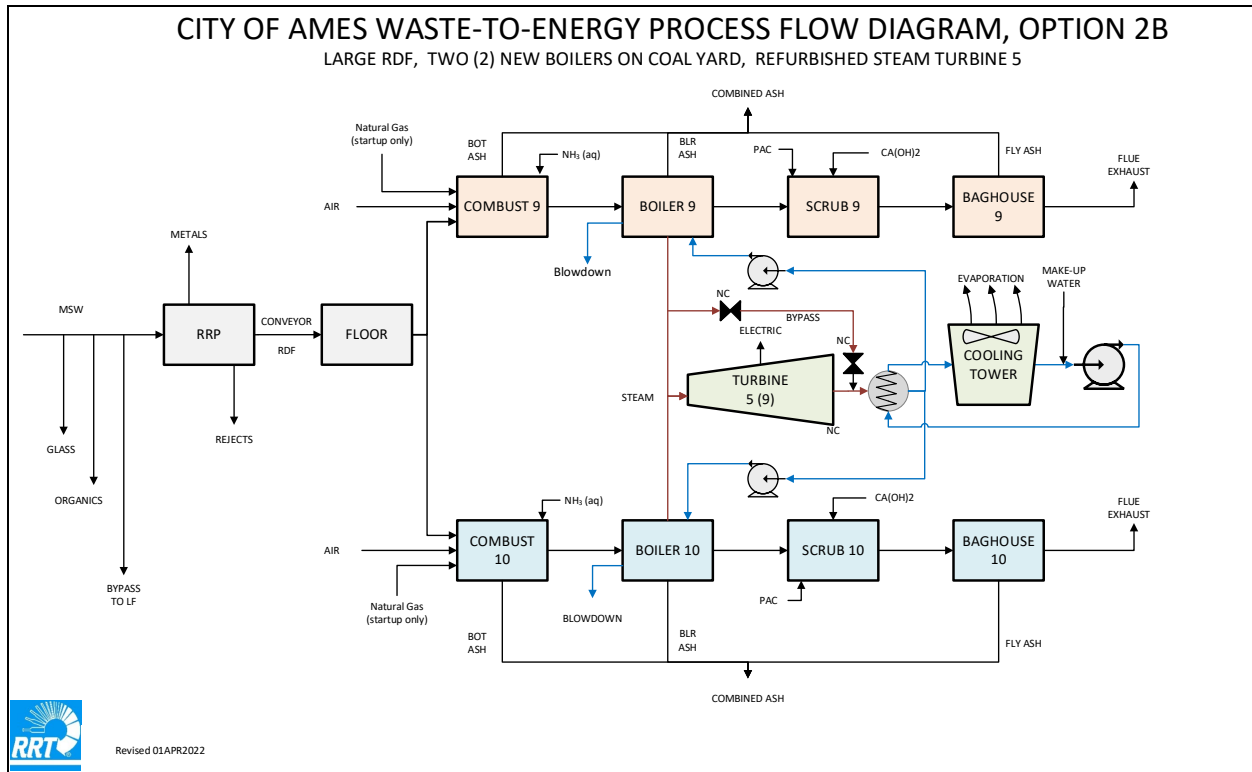 CITY OF AMES WASTE-TO-ENERGY PROCESS FLOW DIAGRAM, OPTION 2B
LARGE RDF, TWO (2) NEW BOILERS ON COAL YARD, REFURBISHED STEAM TURBINE 5
COMBINED ASH
Natural Gas
(startup only)
BOT
ASH
NH₃ (aq)
BLR
ASH
PAC
CA(OH)2
FLY ASH
FLUE
EXHAUST
AIR
COMBUST 9
BOILER 9
SCRUB 9
BAGHOUSE
9
METALS
Blowdown
MSW
RRP
CONVEYOR
RDF
FLOOR
NC
BYPASS
ELECTRIC
NC
EVAPORATION
MAKE-UP
WATER
COOLING
TOWER
TURBINE
5 (9)
STEAM
NC
GLASS
REJECTS
ORGANICS
BYPASS
TO LF
NH₃ (aq)
CA(OH)2
FLUE
EXHAUST
AIR
COMBUST
10
BOILER 10
SCRUB 10
BAGHOUSE
10
Natural Gas
(startup only)
BLOWDOWN
PAC
BOT
ASH
BLR
ASH
FLY ASH
COMBINED ASH
RRT
Revised 01APR2022